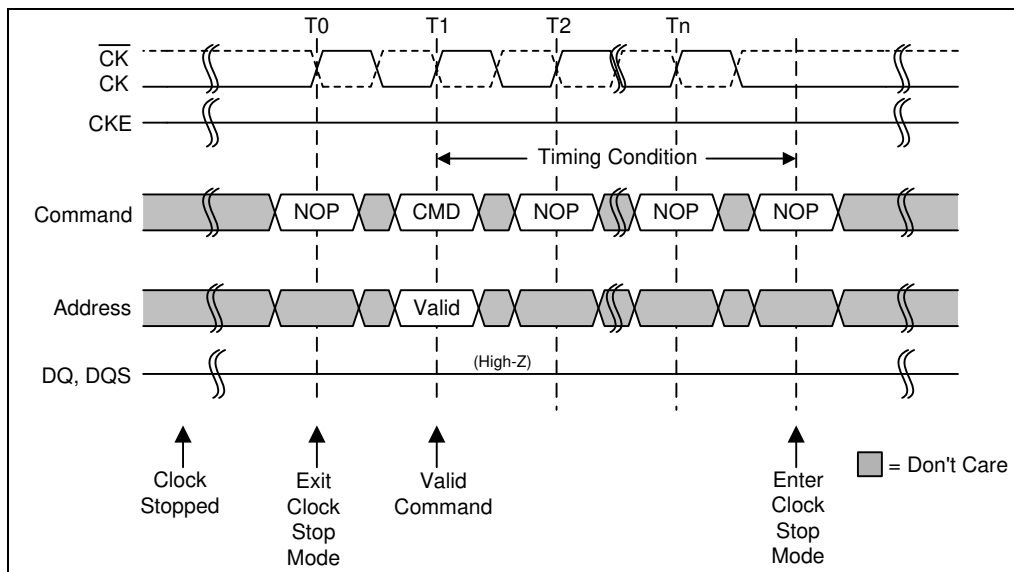 T0 T1 T2 Tn
CK
CK
CKE
Timing Condition
Command NOP CMD NOP NOP NOP
Address Valid
DQ, DQS (High-Z)
Clock Stopped
Exit Clock Stop Mode
Valid Command
Enter Clock Stop Mode
= Don't Care